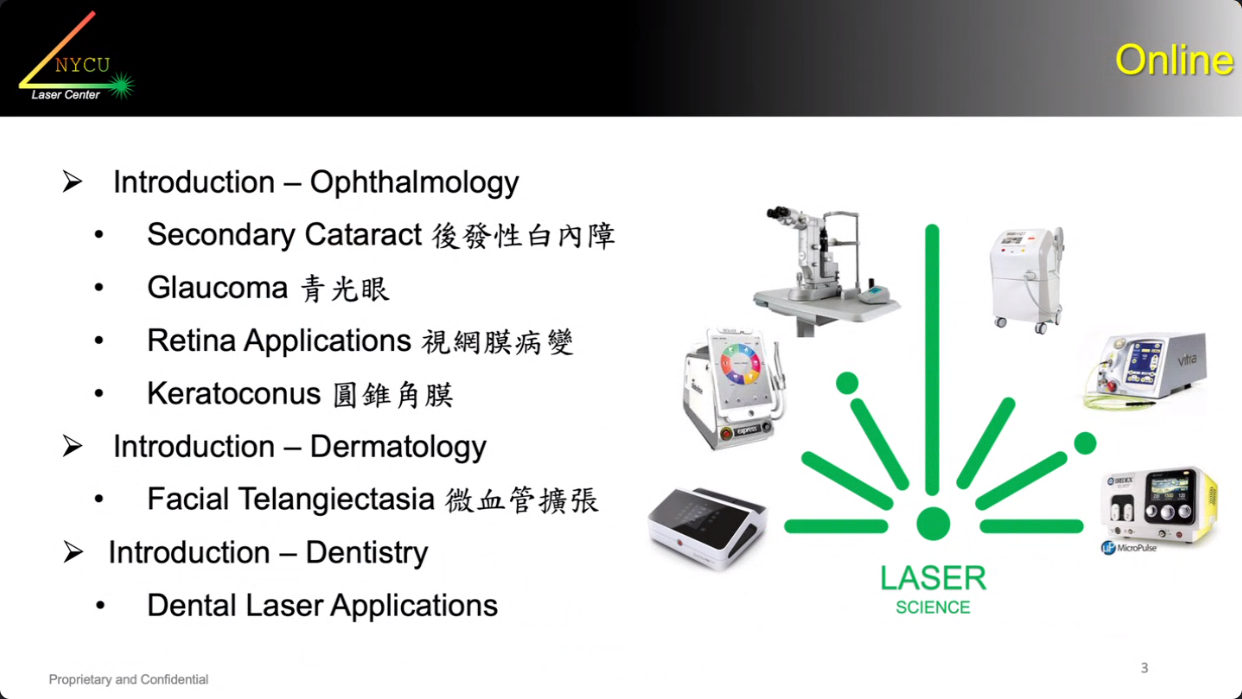 NYCU
Laser Center
Online
➢ Introduction – Ophthalmology
• Secondary Cataract 後發性白內障
• Glaucoma 青光眼
• Retina Applications 視網膜病變
• Keratoconus 圓錐角膜
➢ Introduction – Dermatology
• Facial Telangiectasia 微血管擴張
➢ Introduction – Dentistry
• Dental Laser Applications
vitra
express
MicroPulse
LASER
SCIENCE
Proprietary and Confidential
3